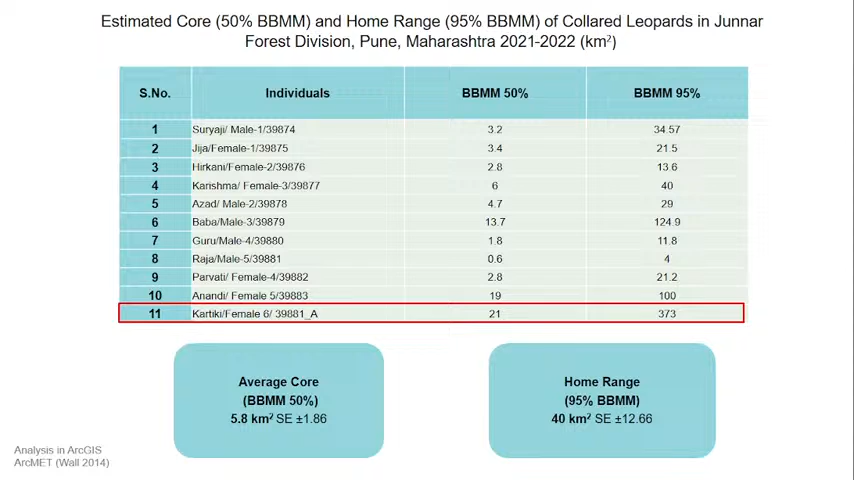 Estimated Core (50% BBMM) and Home Range (95% BBMM) of Collared Leopards in Junnar
Forest Division, Pune, Maharashtra 2021-2022 (km²)
S.No. Individuals BBMM 50% BBMM 95%
1 Suryaji/ Male-1/39874 3.2 34.57
2 Jija/Female-1/39875 3.4 21.5
3 Hirkani/Female-2/39876 2.8 13.6
4 Karishma/ Female-3/39877 6 40
5 Azad/ Male-2/39878 4.7 29
6 Baba/Male-3/39879 13.7 124.9
7 Guru/Male-4/39880 1.8 11.8
8 Raja/Male-5/39881 0.6 4
9 Parvati/ Female-4/39882 2.8 21.2
10 Anandi/ Female 5/39883 19 100
11 Kartiki/Female 6/ 39881_A 21 373
Average Core
(BBMM 50%)
5.8 km² SE ±1.86
Home Range
(95% BBMM)
40 km² SE ±12.66
Analysis in ArcGIS
ArcMET (Wall 2014)